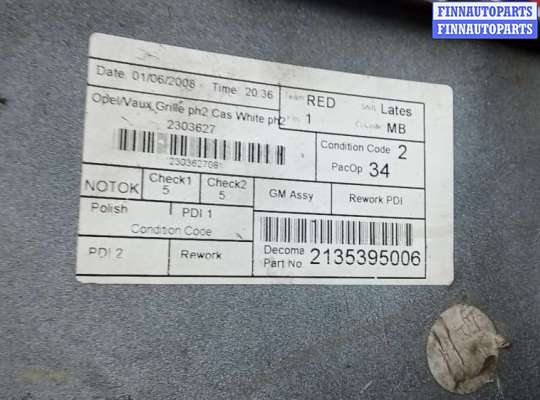 FINNAUTOPARTS
FINNAUTOPARTS
Date 01/06/2008 Time 20:36
Team RED Shift Lates
1 MB
Opel/Vaux Grille ph2 Cas White ph2
2303627
2303627081
Condition Code 2
PacOp 34
NOTOK Check1 5 Check2 5 GM Assy Rework PDI
Polish PDI 1
Condition Code
PDI 2 Rework
Decoma Part No. 2135395006